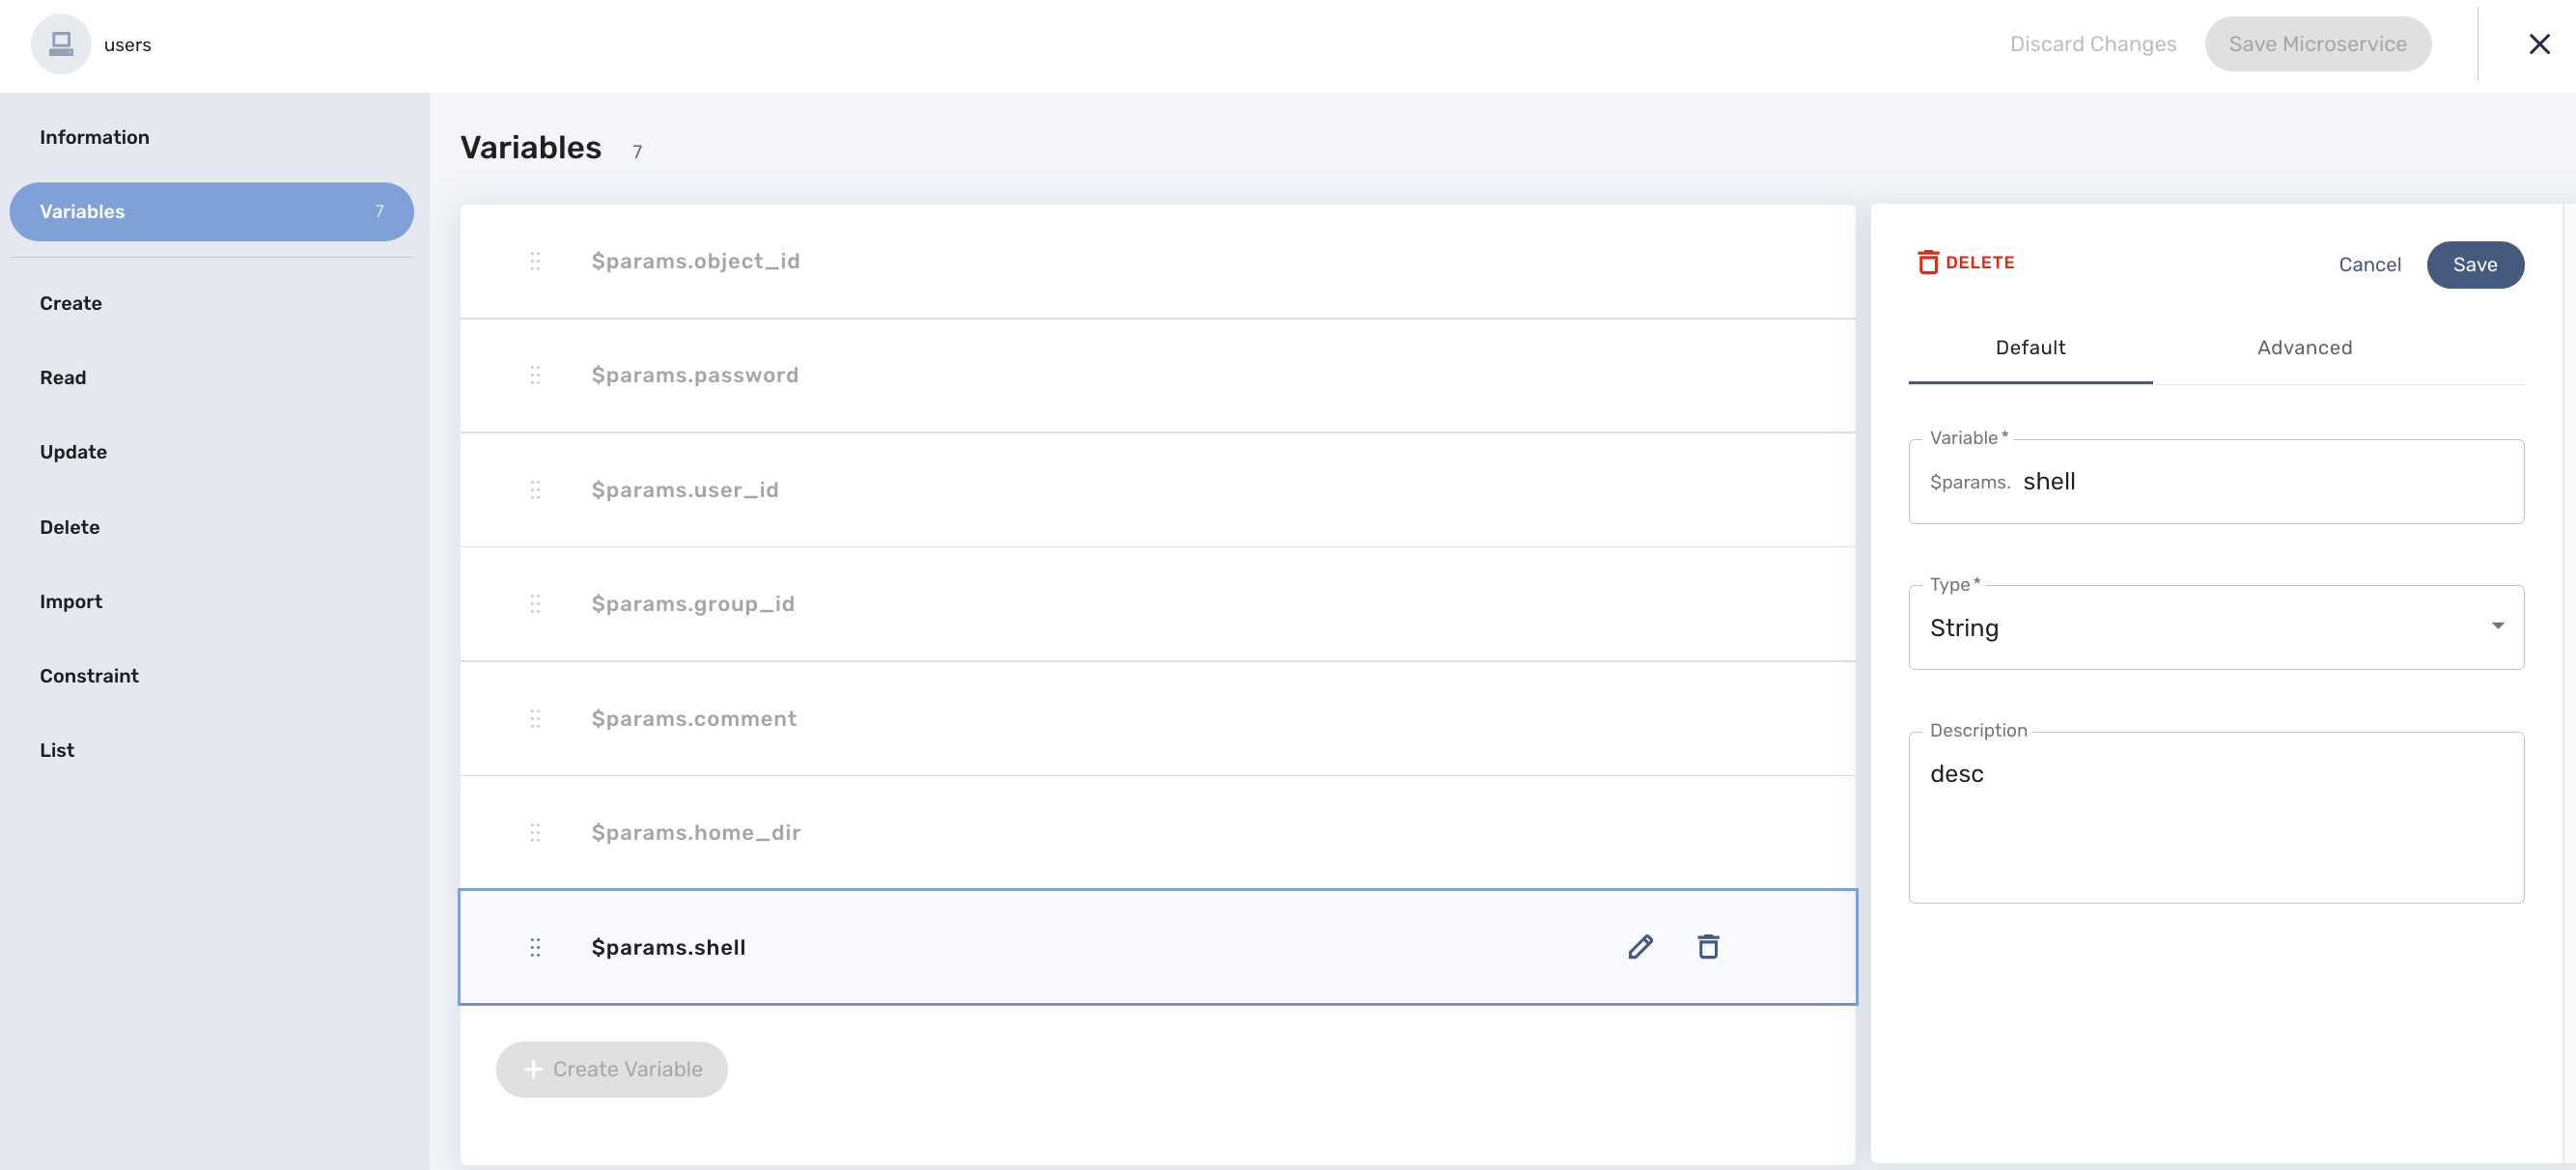 users
Discard Changes
Save Microservice
Information
Variables 7
Create
Read
Update
Delete
Import
Constraint
List
Variables 7
$params.object_id
$params.password
$params.user_id
$params.group_id
$params.comment
$params.home_dir
$params.shell
Create Variable
DELETE
Cancel
Save
Default
Advanced
Variable*
$params. shell
Type*
String
Description
desc